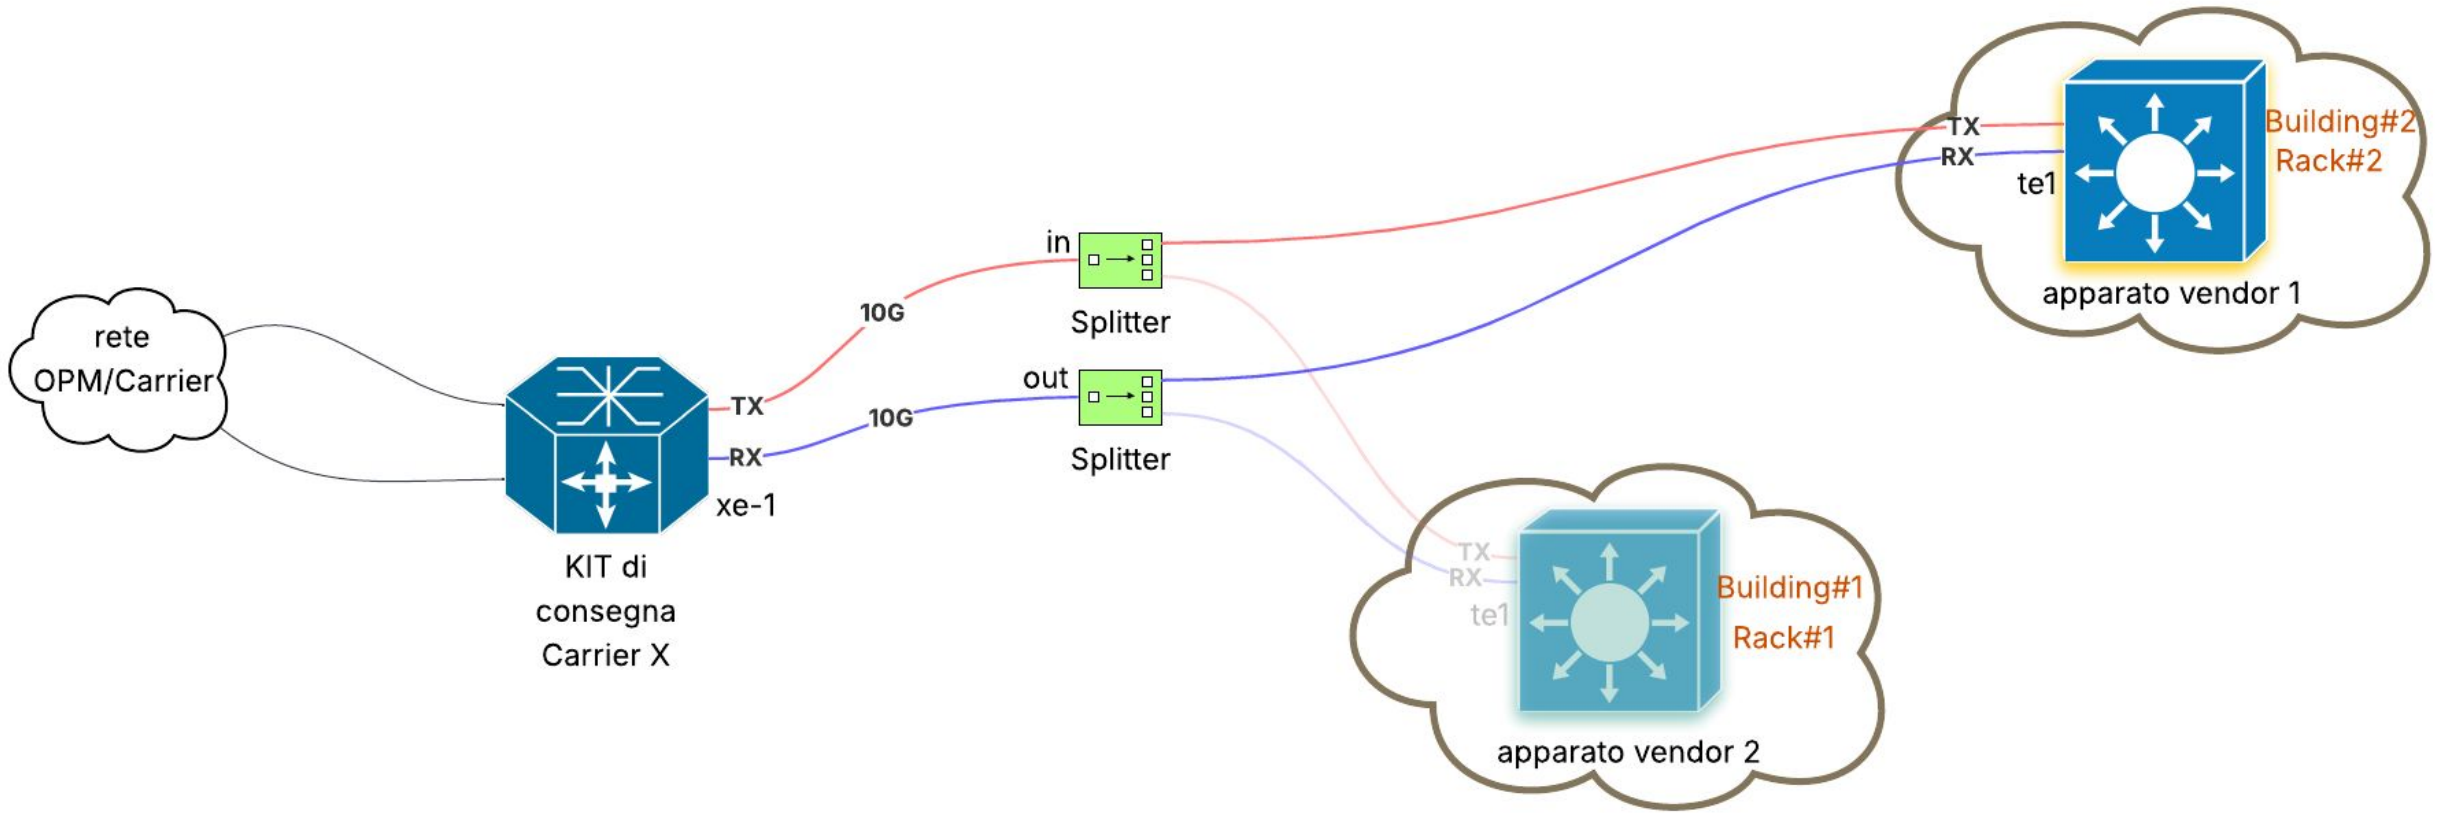 rete
OPM/Carrier
KIT di
consegna
Carrier X
TX
RX
xe-1
10G
10G
in
Splitter
out
Splitter
TX
RX
te1
Building#2
Rack#2
apparato vendor 1
TX
RX
te1
Building#1
Rack#1
apparato vendor 2